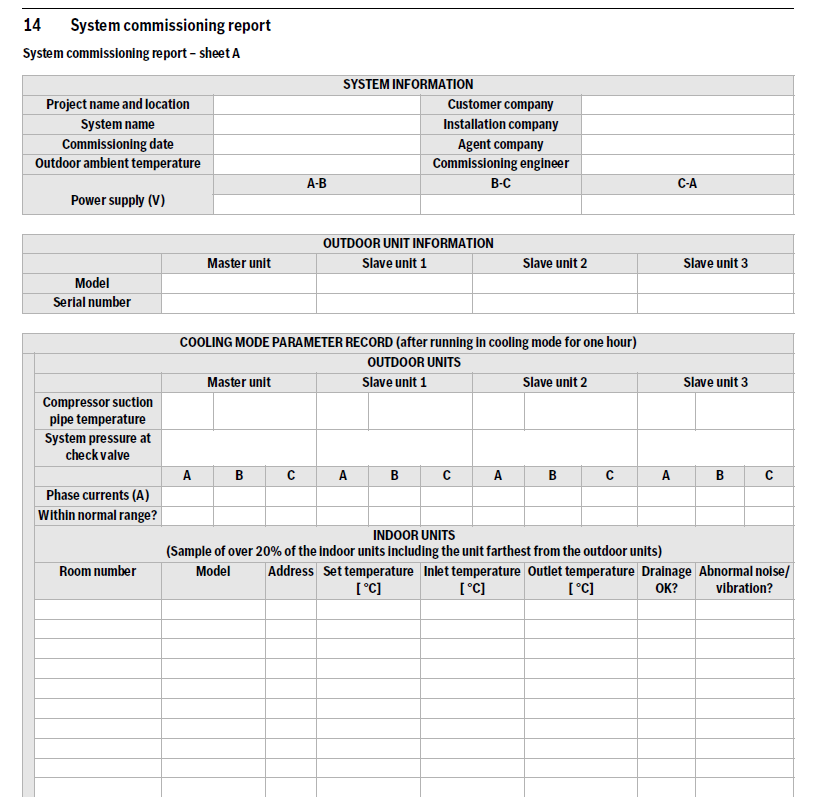 14 System commissioning report
System commissioning report – sheet A
SYSTEM INFORMATION
Project name and location Customer company
System name Installation company
Commissioning date Agent company
Outdoor ambient temperature Commissioning engineer
A-B B-C C-A
Power supply (V)
OUTDOOR UNIT INFORMATION
Master unit Slave unit 1 Slave unit 2 Slave unit 3
Model
Serial number
COOLING MODE PARAMETER RECORD (after running in cooling mode for one hour)
OUTDOOR UNITS
Master unit Slave unit 1 Slave unit 2 Slave unit 3
Compressor suction
pipe temperature
System pressure at
check valve
A B C A B C A B C A B C
Phase currents (A)
Within normal range?
INDOOR UNITS
(Sample of over 20% of the indoor units including the unit farthest from the outdoor units)
Room number Model Address Set temperature Inlet temperature Outlet temperature Drainage Abnormal noise/
[ °C] [ °C] [ °C] OK? vibration?